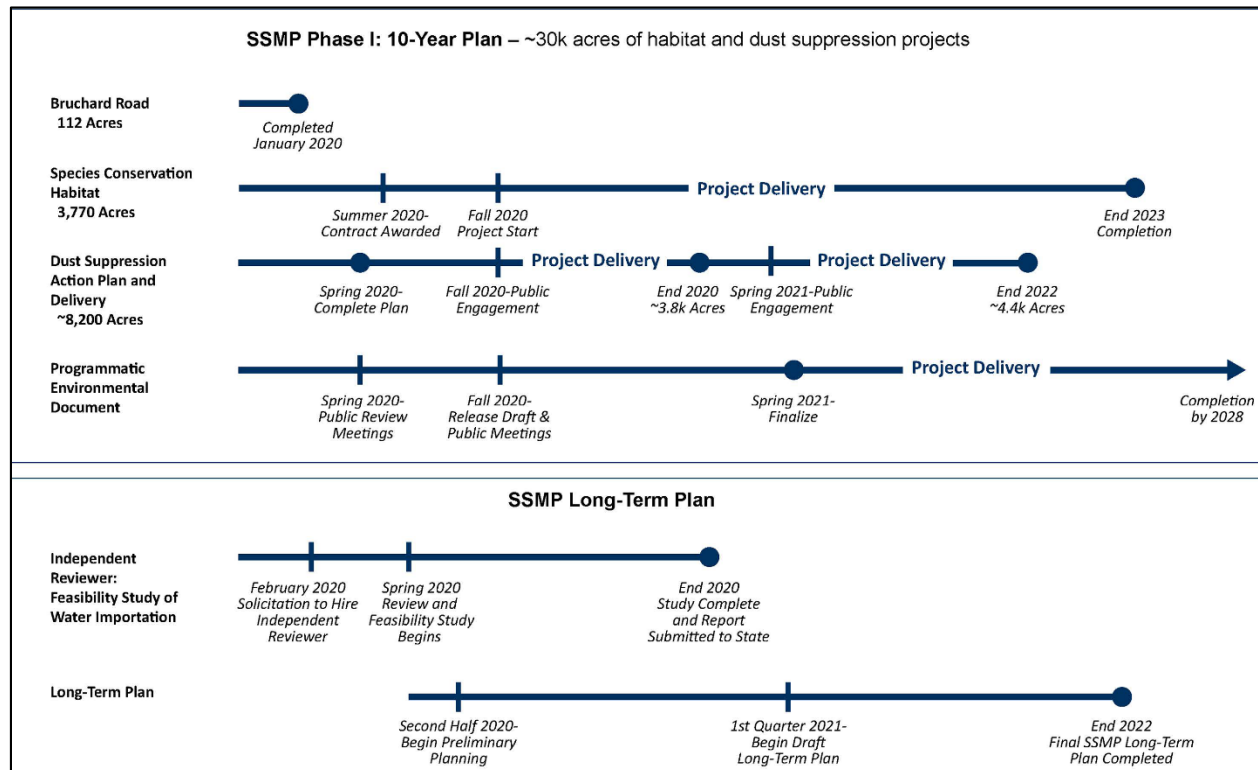 SSMP Phase I: 10-Year Plan – ~30k acres of habitat and dust suppression projects
Bruchard Road
112 Acres
Completed
January 2020
Species Conservation
Habitat
3,770 Acres
Project Delivery
Summer 2020-
Contract Awarded
Fall 2020
Project Start
End 2023
Completion
Dust Suppression
Action Plan and
Delivery
~8,200 Acres
Project Delivery
Project Delivery
Spring 2020-
Complete Plan
Fall 2020-Public
Engagement
End 2020
~3.8k Acres
Spring 2021-Public
Engagement
End 2022
~4.4k Acres
Programmatic
Environmental
Document
Project Delivery
Spring 2020-
Public Review
Meetings
Fall 2020-
Release Draft &
Public Meetings
Spring 2021-
Finalize
Completion
by 2028
SSMP Long-Term Plan
Independent
Reviewer:
Feasibility Study of
Water Importation
February 2020
Solicitation to Hire
Independent
Reviewer
Spring 2020
Review and
Feasibility Study
Begins
End 2020
Study Complete
and Report
Submitted to State
Long-Term Plan
Second Half 2020-
Begin Preliminary
Planning
1st Quarter 2021-
Begin Draft
Long-Term Plan
End 2022
Final SSMP Long-Term
Plan Completed